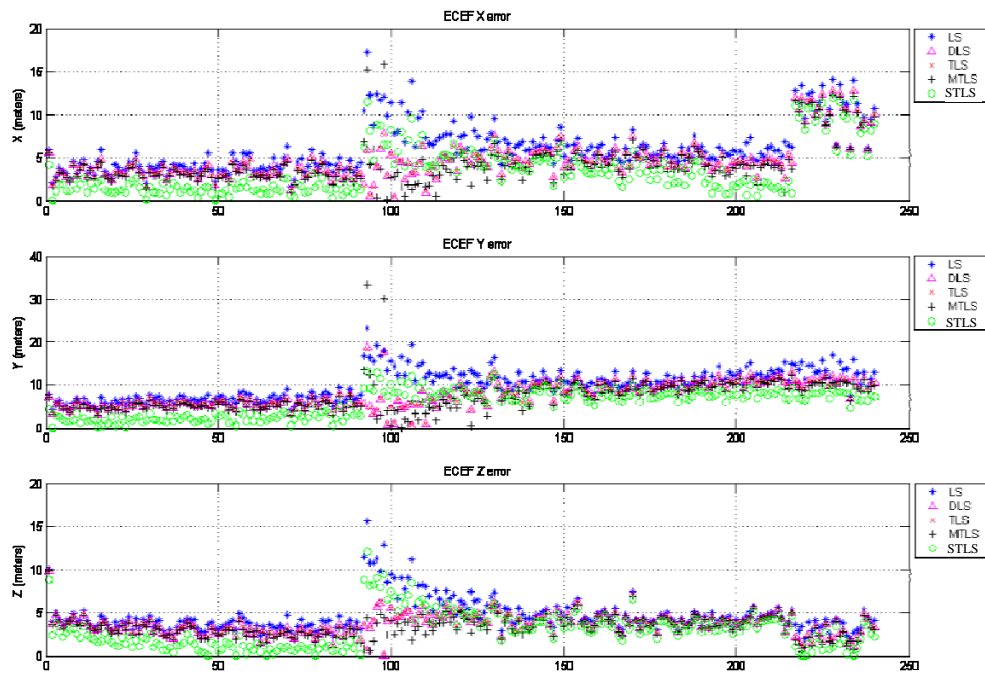 ECEF X error
20
15
10
5
0
X (meters)
0
50
100
150
200
250
LS
DLS
TLS
MTLS
STLS
ECEF Y error
40
30
20
10
0
Y (meters)
0
50
100
150
200
250
LS
DLS
TLS
MTLS
STLS
ECEF Z error
20
15
10
5
0
Z (meters)
0
50
100
150
200
250
LS
DLS
TLS
MTLS
STLS